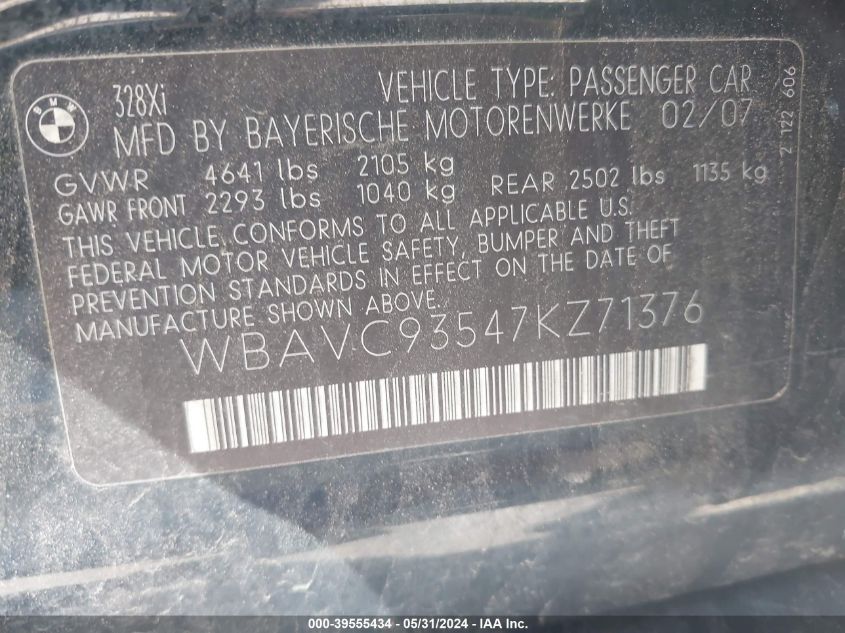 BMW
328Xi VEHICLE TYPE: PASSENGER CAR
MFD BY BAYERISCHE MOTORENWERKE 02/07
GVWR 4641 lbs 2105 kg
GAWR FRONT 2293 lbs 1040 kg REAR 2502 lbs 1135 kg
THIS VEHICLE CONFORMS TO ALL APPLICABLE U.S.
FEDERAL MOTOR VEHICLE SAFETY, BUMPER AND THEFT
PREVENTION STANDARDS IN EFFECT ON THE DATE OF
MANUFACTURE SHOWN ABOVE.
WBAVC93547KZ71376
2 122 606
000-39555434 - 05/31/2024 - IAA Inc.